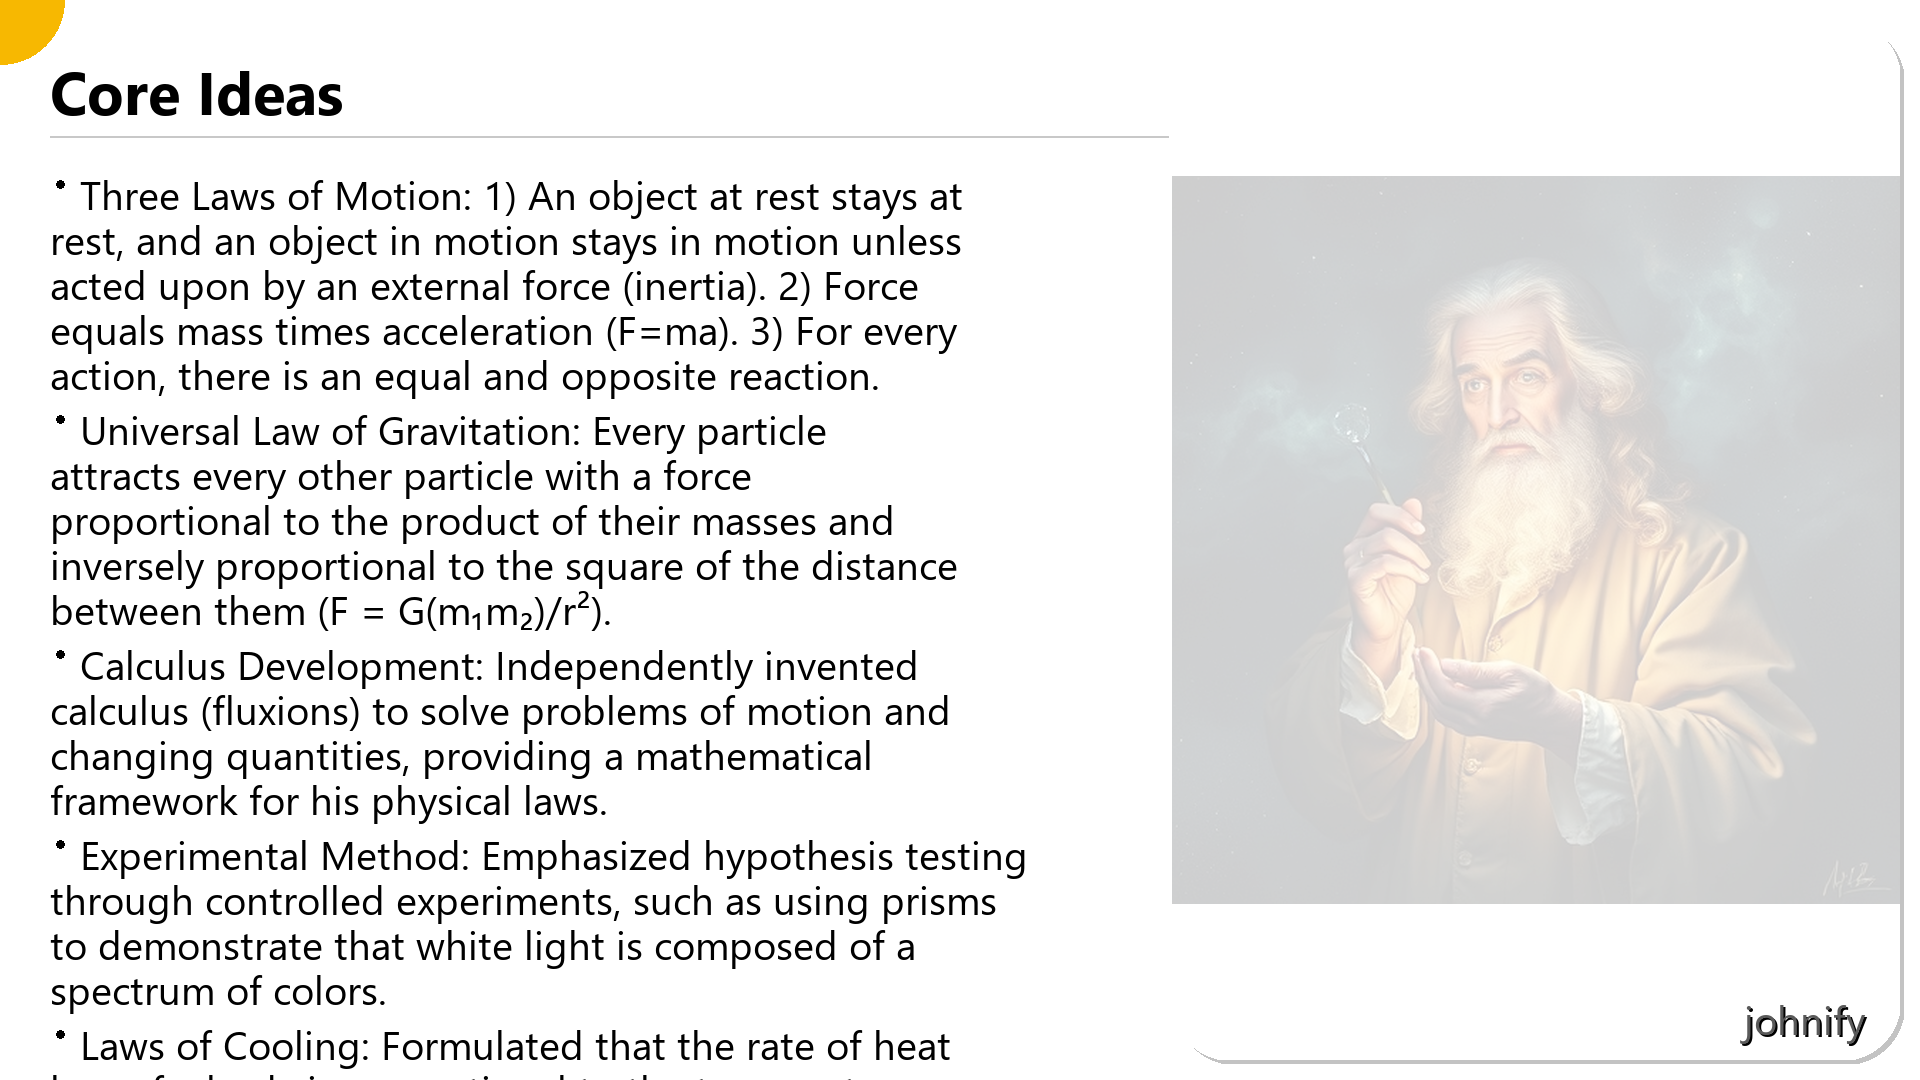 Core Ideas
• Three Laws of Motion: 1) An object at rest stays at
rest, and an object in motion stays in motion unless
acted upon by an external force (inertia). 2) Force
equals mass times acceleration (F=ma). 3) For every
action, there is an equal and opposite reaction.
• Universal Law of Gravitation: Every particle
attracts every other particle with a force
proportional to the product of their masses and
inversely proportional to the square of the distance
between them (F = G(m₁m₂)/r²).
• Calculus Development: Independently invented
calculus (fluxions) to solve problems of motion and
changing quantities, providing a mathematical
framework for his physical laws.
• Experimental Method: Emphasized hypothesis testing
through controlled experiments, such as using prisms
to demonstrate that white light is composed of a
spectrum of colors.
• Laws of Cooling: Formulated that the rate of heat
johnify